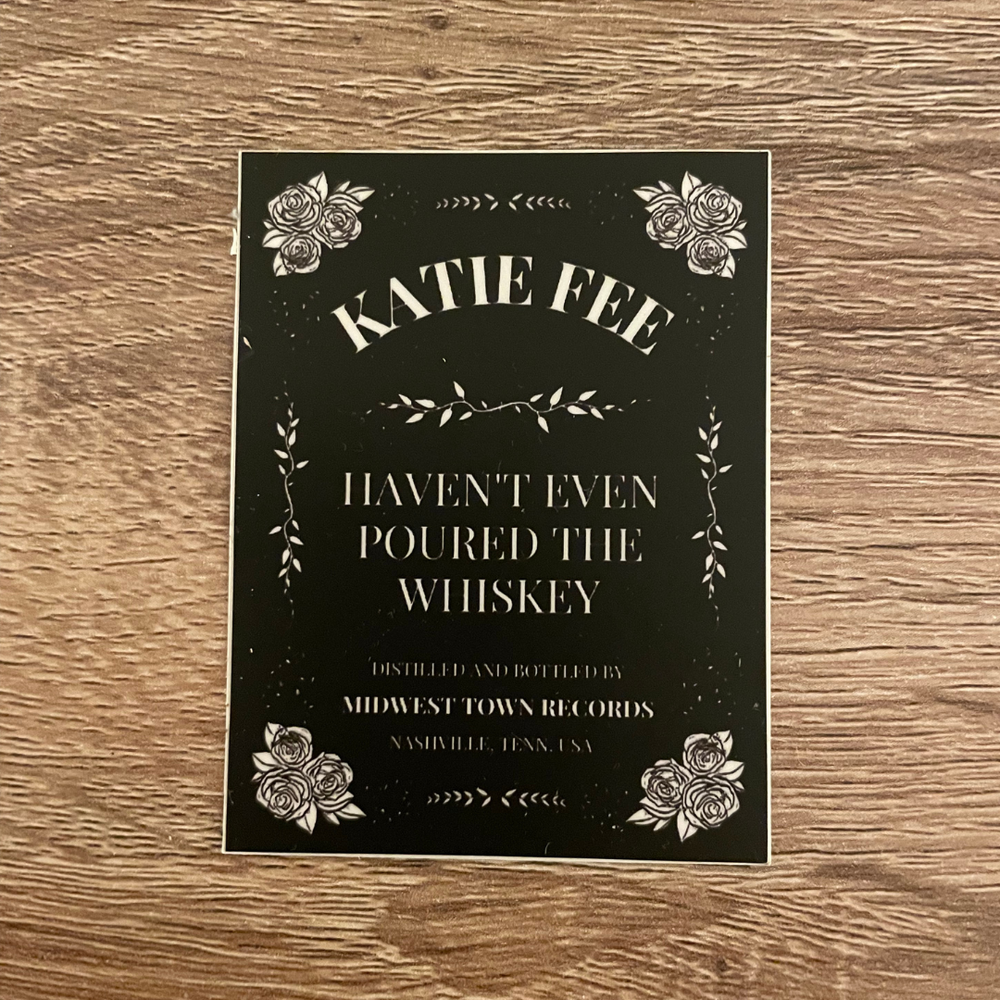 KATIE FEE
HAVEN'T EVEN
POURED THE
WHISKEY
DISTILLED AND BOTTLED BY
MIDWEST TOWN RECORDS
NASHVILLE, TENN. USA